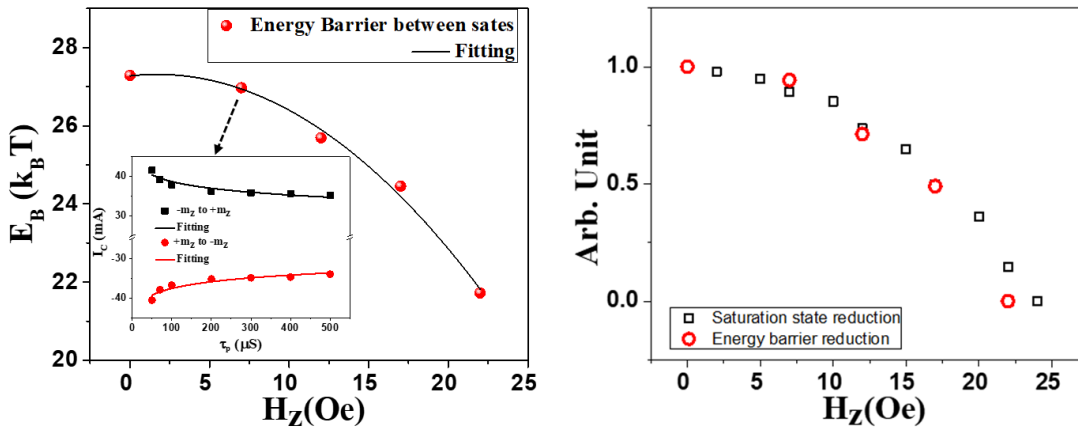 Energy Barrier between sates
Fitting
28
26
24
22
20
E_B (k_BT)
40
30
-30
-40
I_C (mA)
-m_Z to +m_Z
Fitting
+m_Z to -m_Z
Fitting
0 100 200 300 400 500
τ_p (μS)
0 5 10 15 20 25
H_Z(Oe)
1.0
0.5
0.0
Arb. Unit
Saturation state reduction
Energy barrier reduction
0 5 10 15 20 25
H_Z(Oe)